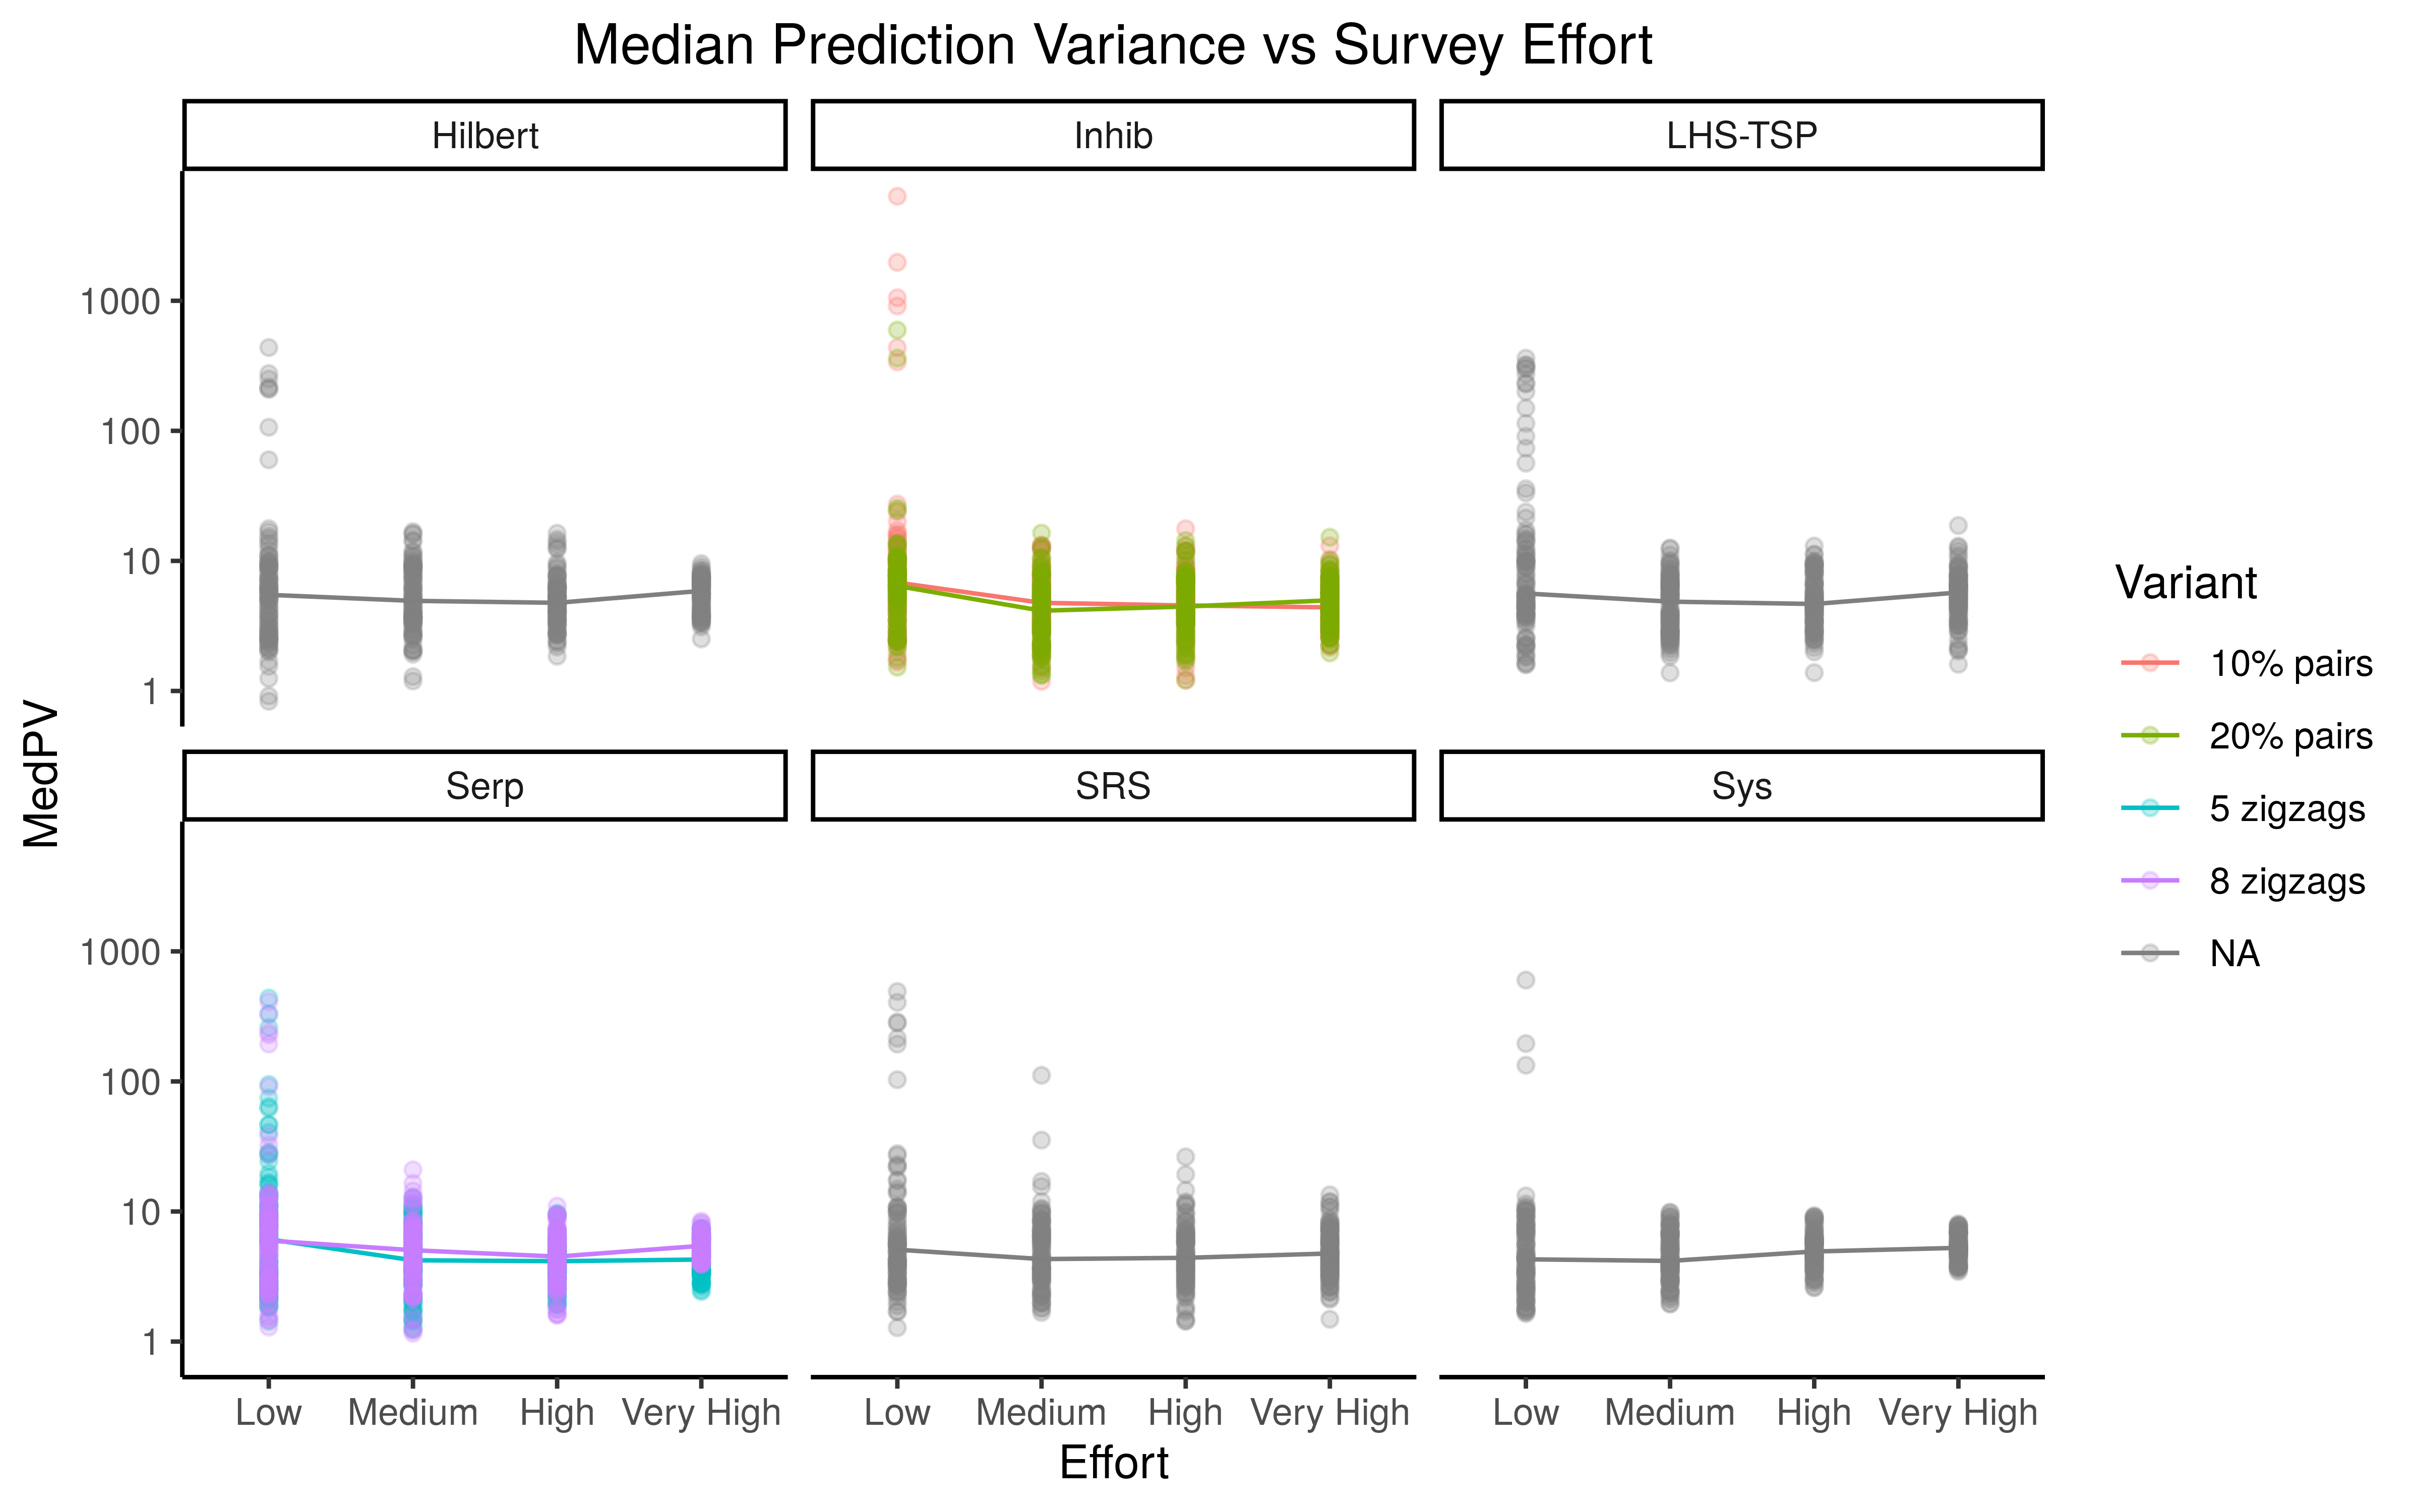 Median Prediction Variance vs Survey Effort
Hilbert
Inhib
LHS-TSP
1000
100
10
1
Serp
SRS
Sys
1000
100
10
1
MedPV
Low Medium High Very High
Low Medium High Very High
Low Medium High Very High
Effort
Variant
10% pairs
20% pairs
5 zigzags
8 zigzags
NA